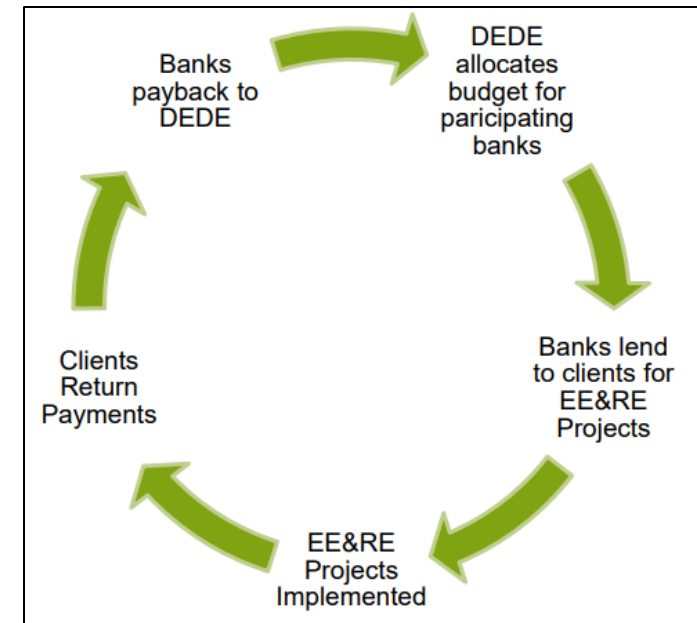 Banks
payback to
DEDE
DEDE
allocates
budget for
paricipating
banks
Banks lend
to clients for
EE&RE
Projects
EE&RE
Projects
Implemented
Clients
Return
Payments